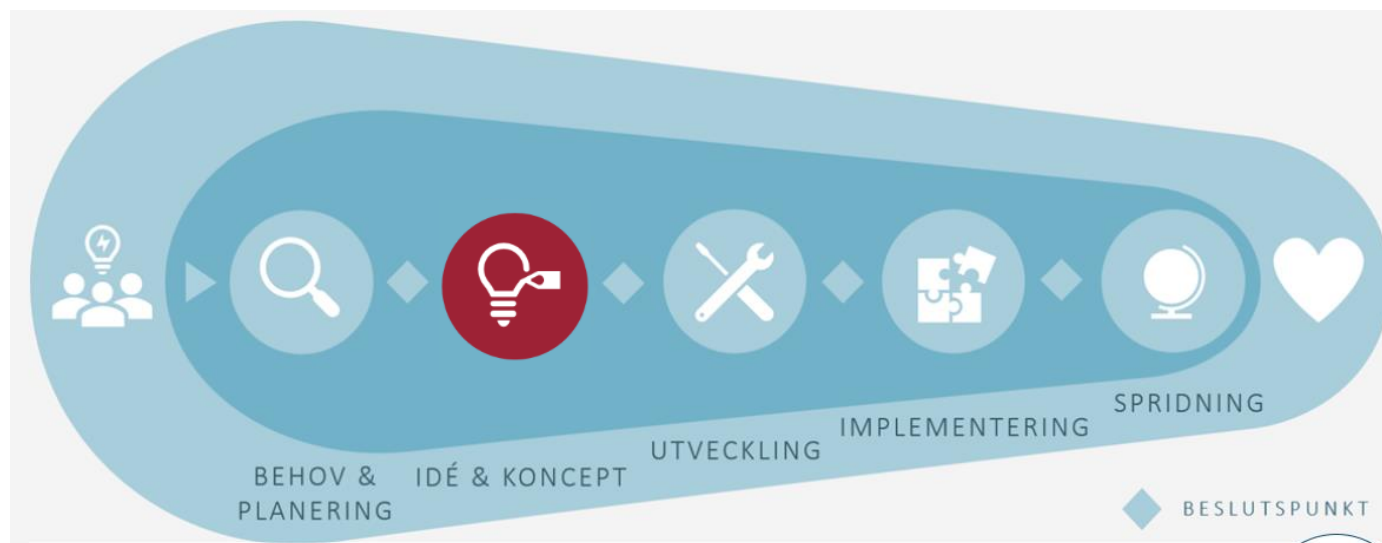 BEHOV &
PLANERING
IDÉ & KONCEPT
UTVECKLING
IMPLEMENTERING
SPRIDNING
BESLUTSPUNKT